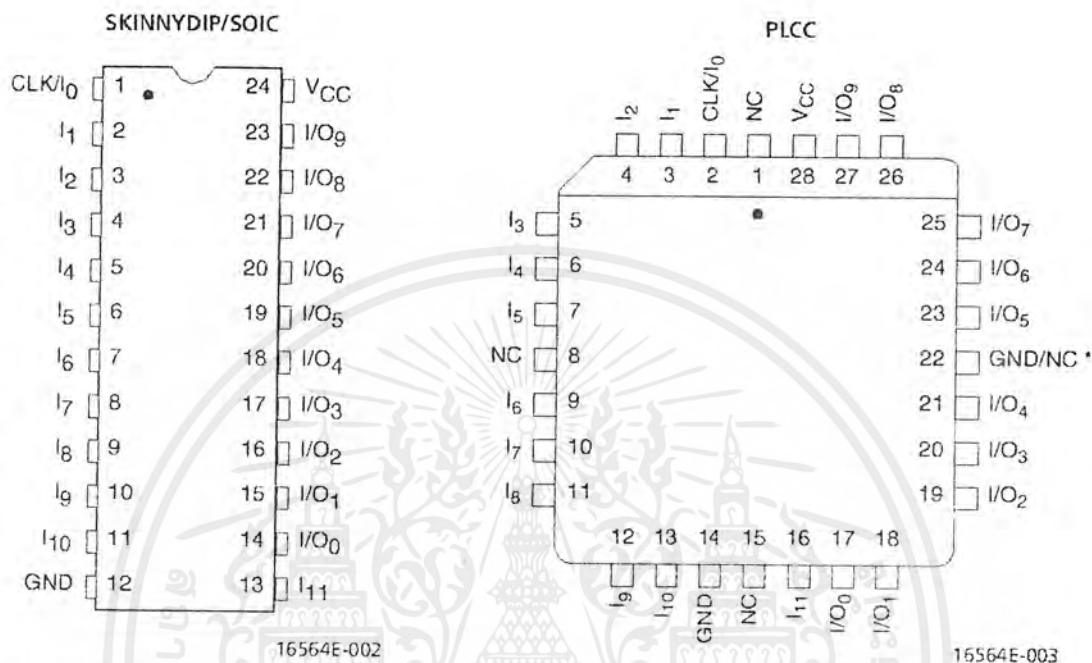 SKINNYDIP/SOIC
CLK/I0 1 24 VCC
I1 2 23 I/O9
I2 3 22 I/O8
I3 4 21 I/O7
I4 5 20 I/O6
I5 6 19 I/O5
I6 7 18 I/O4
I7 8 17 I/O3
I8 9 16 I/O2
I9 10 15 I/O1
I10 11 14 I/O0
GND 12 13 I11
16564E-002
PLCC
I2 I1 CLK/I0 NC VCC I/O9 I/O8
4 3 2 1 28 27 26
I3 5 25 I/O7
I4 6 24 I/O6
I5 7 23 I/O5
NC 8 22 GND/NC *
I6 9 21 I/O4
I7 10 20 I/O3
I8 11 19 I/O2
12 13 14 15 16 17 18
I9 I10 GND NC I11 I/O0 I/O1
16564E-003